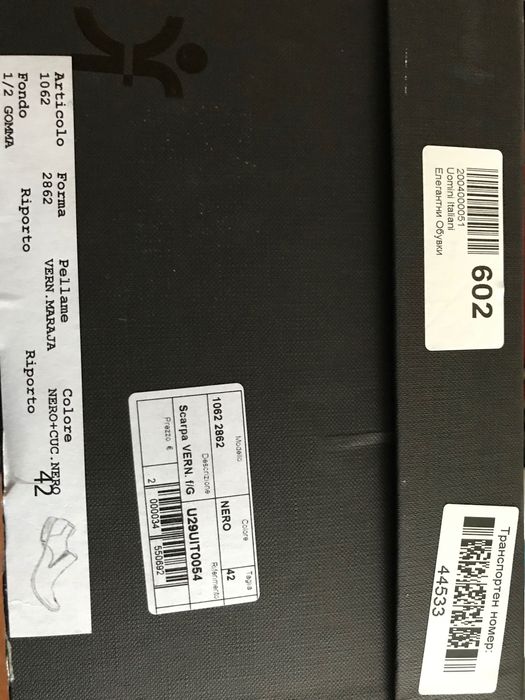 Articolo Forma Pellame Colore
1062 2862 VERN.MARAJA NERO+CUC.NERO
Fondo Riporto Riporto 42
1/2 GOMMA
Modello Colore Taglia
1062 2862 NERO 42
Descrizione Riferimento
Scarpa VERN. f/G U29UIT0054
Prezzo €
2 000034 550692
602
2004000051
Uomini Italiani
Елегантни Обувки
Транспортен номер:
44533